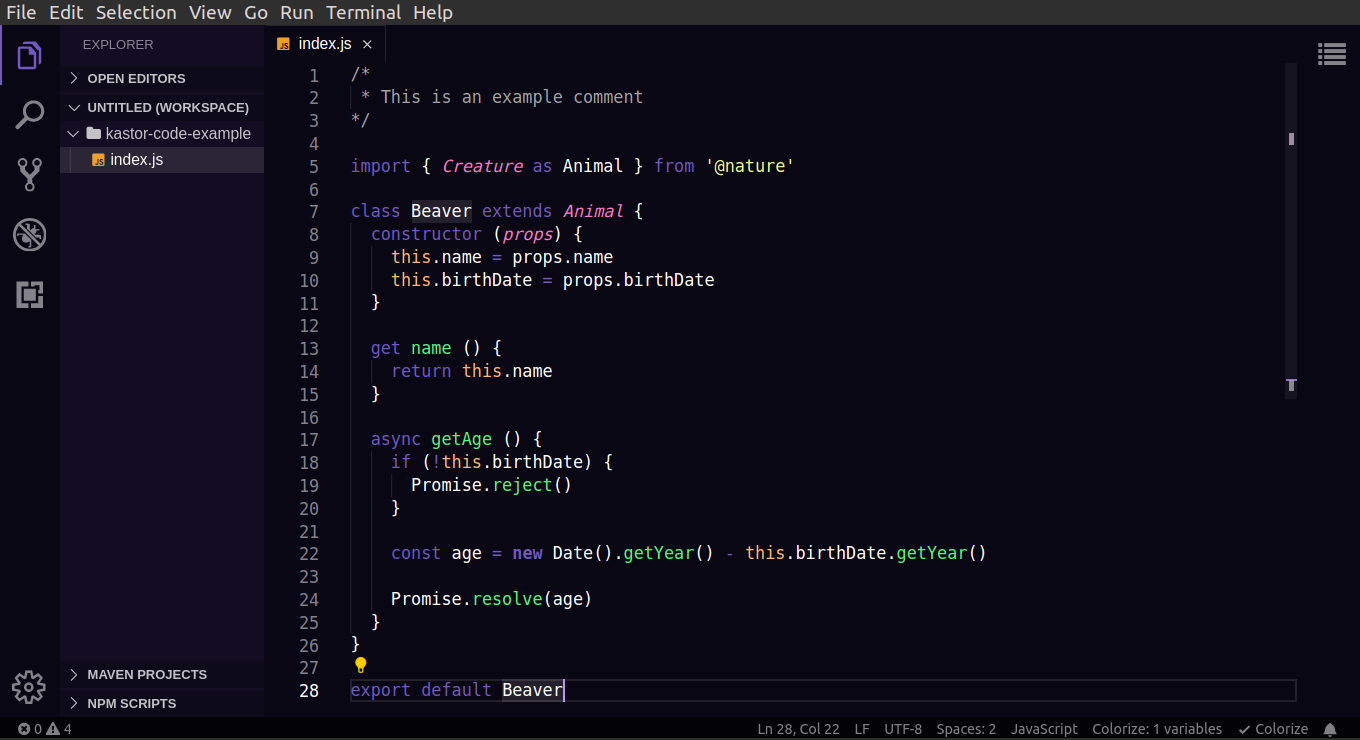 File Edit Selection View Go Run Terminal Help
EXPLORER
OPEN EDITORS
UNTITLED (WORKSPACE)
kastor-code-example
JS index.js
MAVEN PROJECTS
NPM SCRIPTS
JS index.js ×
1 /*
2  * This is an example comment
3 */
4
5 import { Creature as Animal } from '@nature'
6
7 class Beaver extends Animal {
8   constructor (props) {
9     this.name = props.name
10     this.birthDate = props.birthDate
11   }
12
13   get name () {
14     return this.name
15   }
16
17   async getAge () {
18     if (!this.birthDate) {
19       Promise.reject()
20     }
21
22     const age = new Date().getYear() - this.birthDate.getYear()
23
24     Promise.resolve(age)
25   }
26 }
27
28 export default Beaver
0 4 Ln 28, Col 22 LF UTF-8 Spaces: 2 JavaScript Colorize: 1 variables Colorize